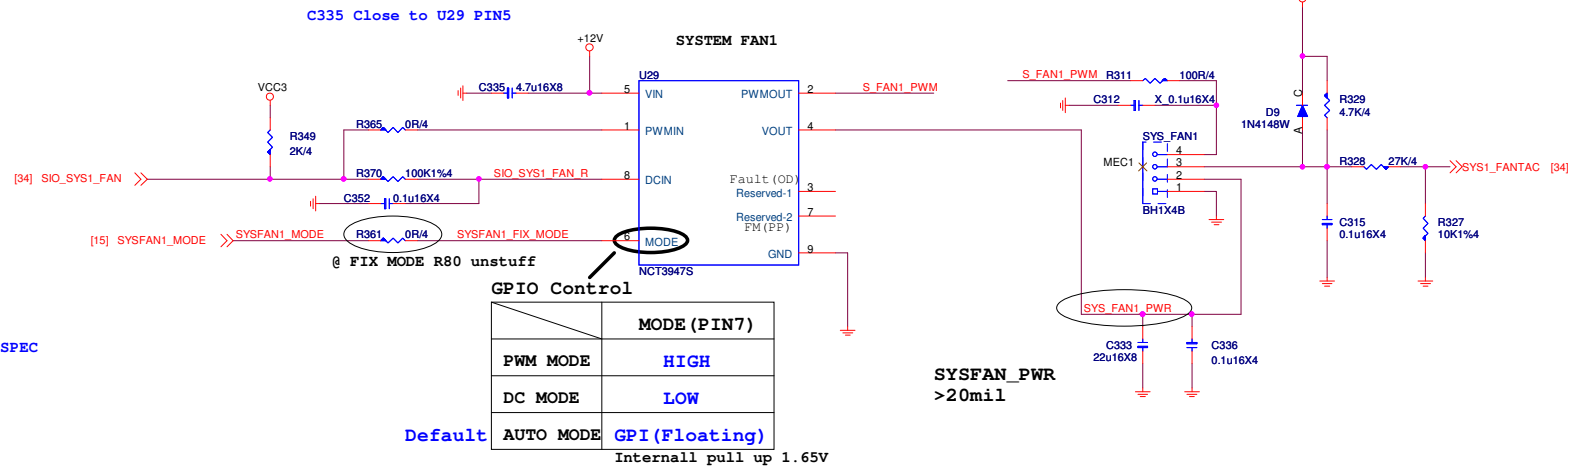 C335 Close to U29 PIN5
+12V
SYSTEM FAN1
U29
VCC3
C335 4.7u16X8
5 VIN
PWMOUT 2
S_FAN1_PWM
S_FAN1_PWM R311 100R/4
C312 X_0.1u16X4
R349
2K/4
R365 0R/4
1 PWMIN
VOUT 4
D9
1N4148W
C
A
R329
4.7K/4
SYS_FAN1
MEC1
4
3
2
1
BH1X4B
R328 27K/4
SYS1_FANTAC [34]
[34] SIO_SYS1_FAN
R370 100K1%4
SIO_SYS1_FAN_R
8 DCIN
Fault(OD)
Reserved-1 3
C352 0.1u16X4
Reserved-2 7
FM(PP)
C315
0.1u16X4
R327
10K1%4
[15] SYSFAN1_MODE
SYSFAN1_MODE
R361 0R/4
SYSFAN1_FIX_MODE
6 MODE
GND 9
NCT3947S
@ FIX MODE R80 unstuff
GPIO Control
MODE(PIN7)
PWM MODE HIGH
DC MODE LOW
Default AUTO MODE GPI(Floating)
Internall pull up 1.65V
SPEC
SYS_FAN1_PWR
C333
22u16X8
C336
0.1u16X4
SYSFAN_PWR
>20mil